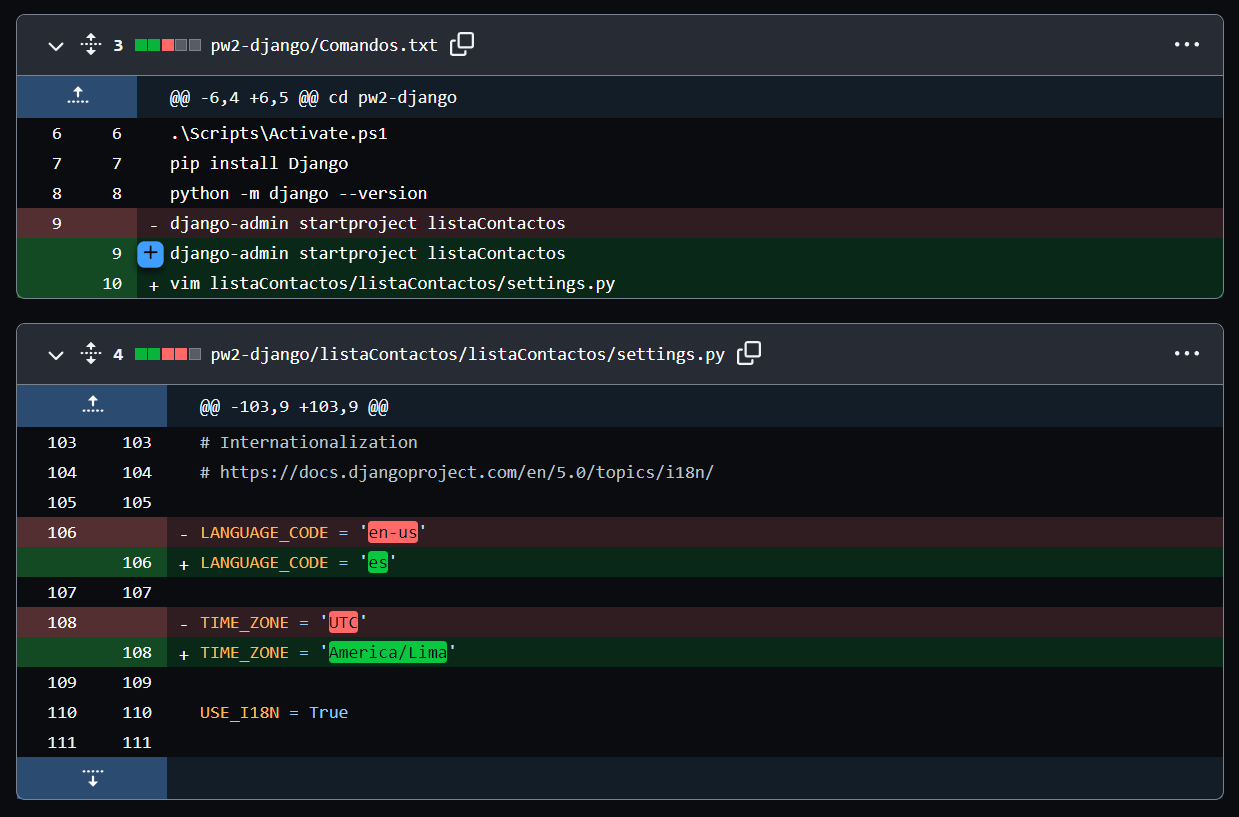 3 pw2-django/Comandos.txt
@@ -6,4 +6,5 @@ cd pw2-django
6 6 .\Scripts\Activate.ps1
7 7 pip install Django
8 8 python -m django --version
9 - django-admin startproject listaContactos
9 + django-admin startproject listaContactos
10 + vim listaContactos/listaContactos/settings.py
4 pw2-django/listaContactos/listaContactos/settings.py
@@ -103,9 +103,9 @@
103 103 # Internationalization
104 104 # https://docs.djangoproject.com/en/5.0/topics/i18n/
105 105
106 - LANGUAGE_CODE = 'en-us'
106 + LANGUAGE_CODE = 'es'
107 107
108 - TIME_ZONE = 'UTC'
108 + TIME_ZONE = 'America/Lima'
109 109
110 110 USE_I18N = True
111 111